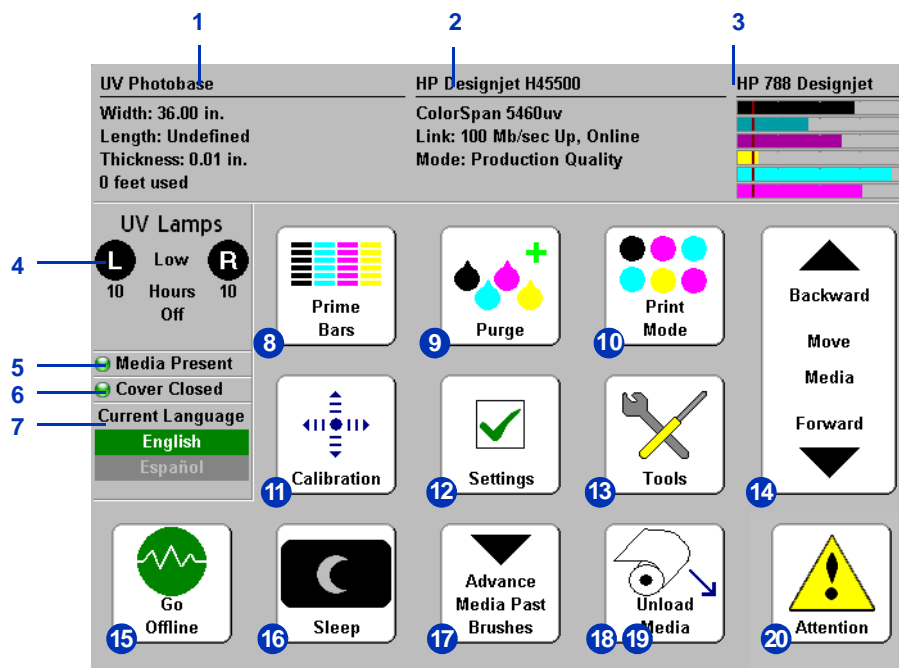 1
2
3
UV Photobase
Width: 36.00 in.
Length: Undefined
Thickness: 0.01 in.
0 feet used
HP Designjet H45500
ColorSpan 5460uv
Link: 100 Mb/sec Up, Online
Mode: Production Quality
HP 788 Designjet
4
UV Lamps
L
Low
R
10
Hours
10
Off
5
Media Present
6
Cover Closed
7
Current Language
English
Español
Prime
Bars
8
Purge
9
Print
Mode
10
Backward
Move
Media
Forward
14
Calibration
11
Settings
12
Tools
13
Go
Offline
15
Sleep
16
Advance
Media Past
Brushes
17
Unload
Media
18
19
Attention
20